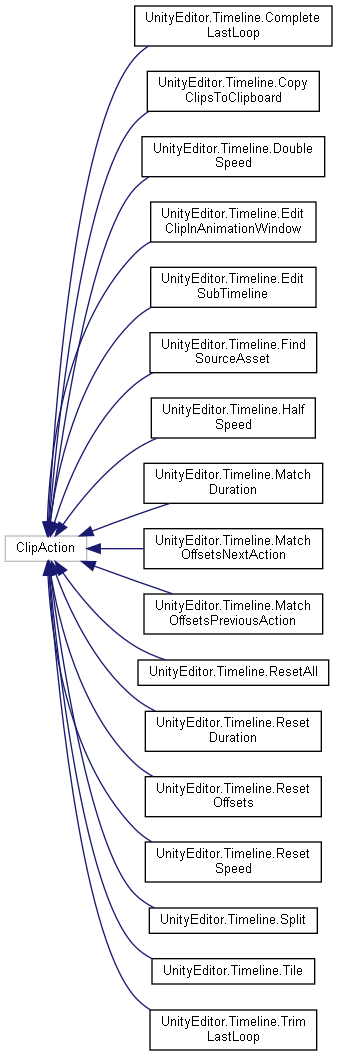 UnityEditor.Timeline.Complete
LastLoop
UnityEditor.Timeline.Copy
ClipsToClipboard
UnityEditor.Timeline.Double
Speed
UnityEditor.Timeline.Edit
ClipInAnimationWindow
UnityEditor.Timeline.Edit
SubTimeline
UnityEditor.Timeline.Find
SourceAsset
UnityEditor.Timeline.Half
Speed
UnityEditor.Timeline.Match
Duration
ClipAction
UnityEditor.Timeline.Match
OffsetsNextAction
UnityEditor.Timeline.Match
OffsetsPreviousAction
UnityEditor.Timeline.ResetAll
UnityEditor.Timeline.Reset
Duration
UnityEditor.Timeline.Reset
Offsets
UnityEditor.Timeline.Reset
Speed
UnityEditor.Timeline.Split
UnityEditor.Timeline.Tile
UnityEditor.Timeline.Trim
LastLoop